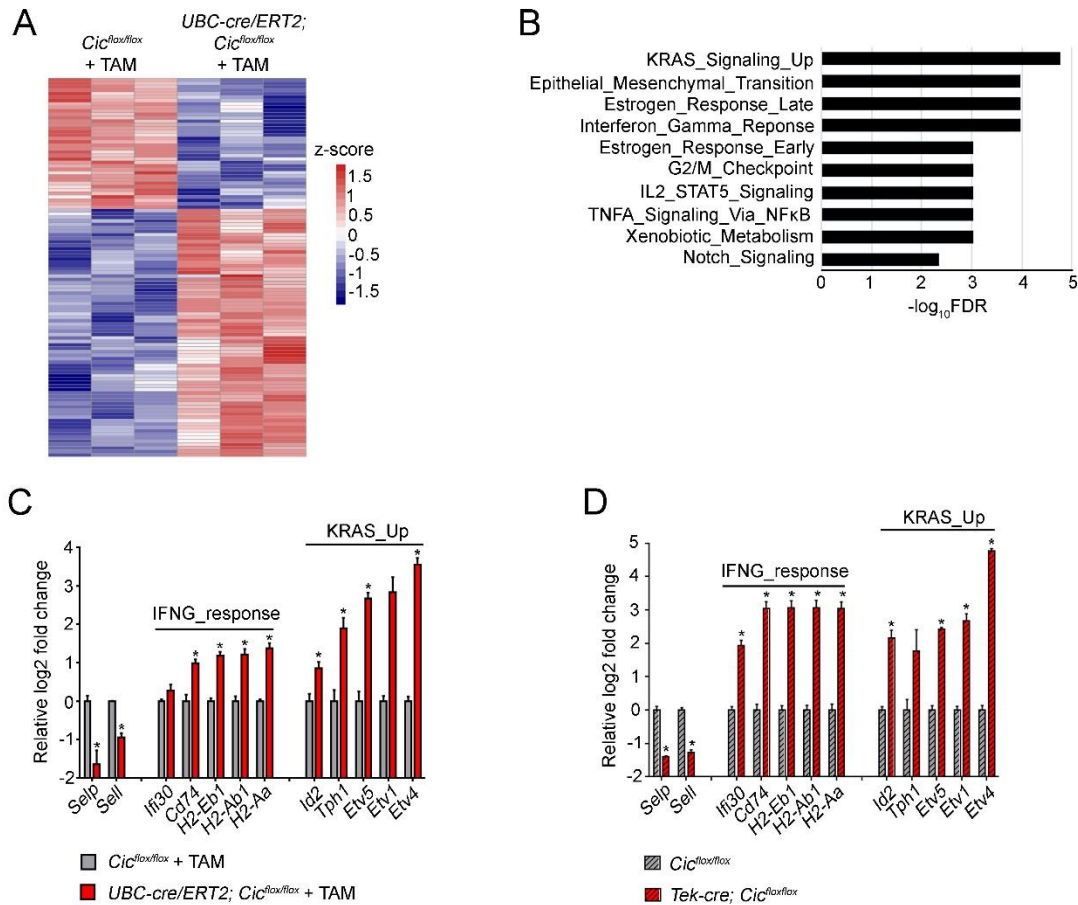 A
Cic^flox/flox
+ TAM
UBC-cre/ERT2;
Cic^flox/flox
+ TAM
z-score
1.5
1
0.5
0
-0.5
-1
-1.5
B
KRAS_Signaling_Up
Epithelial_Mesenchymal_Transition
Estrogen_Response_Late
Interferon_Gamma_Reponse
Estrogen_Response_Early
G2/M_Checkpoint
IL2_STAT5_Signaling
TNFA_Signaling_Via_NFκB
Xenobiotic_Metabolism
Notch_Signaling
0 1 2 3 4 5
-log₁₀FDR
C
KRAS_Up
IFNG_response
Relative log2 fold change
4
3
2
1
0
-1
-2
* * * * * * * * * *
Selp Sell Ifi30 Cd74 H2-Eb1 H2-Ab1 H2-Aa Id2 Tph1 Etv5 Etv1 Etv4
Cic^flox/flox + TAM
UBC-cre/ERT2; Cic^flox/flox + TAM
D
KRAS_Up
IFNG_response
Relative log2 fold change
5
4
3
2
1
0
-1
-2
* * * * * * * * * * *
Selp Sell Ifi30 Cd74 H2-Eb1 H2-Ab1 H2-Aa Id2 Tph1 Etv5 Etv1 Etv4
Cic^flox/flox
Tek-cre; Cic^floxflox